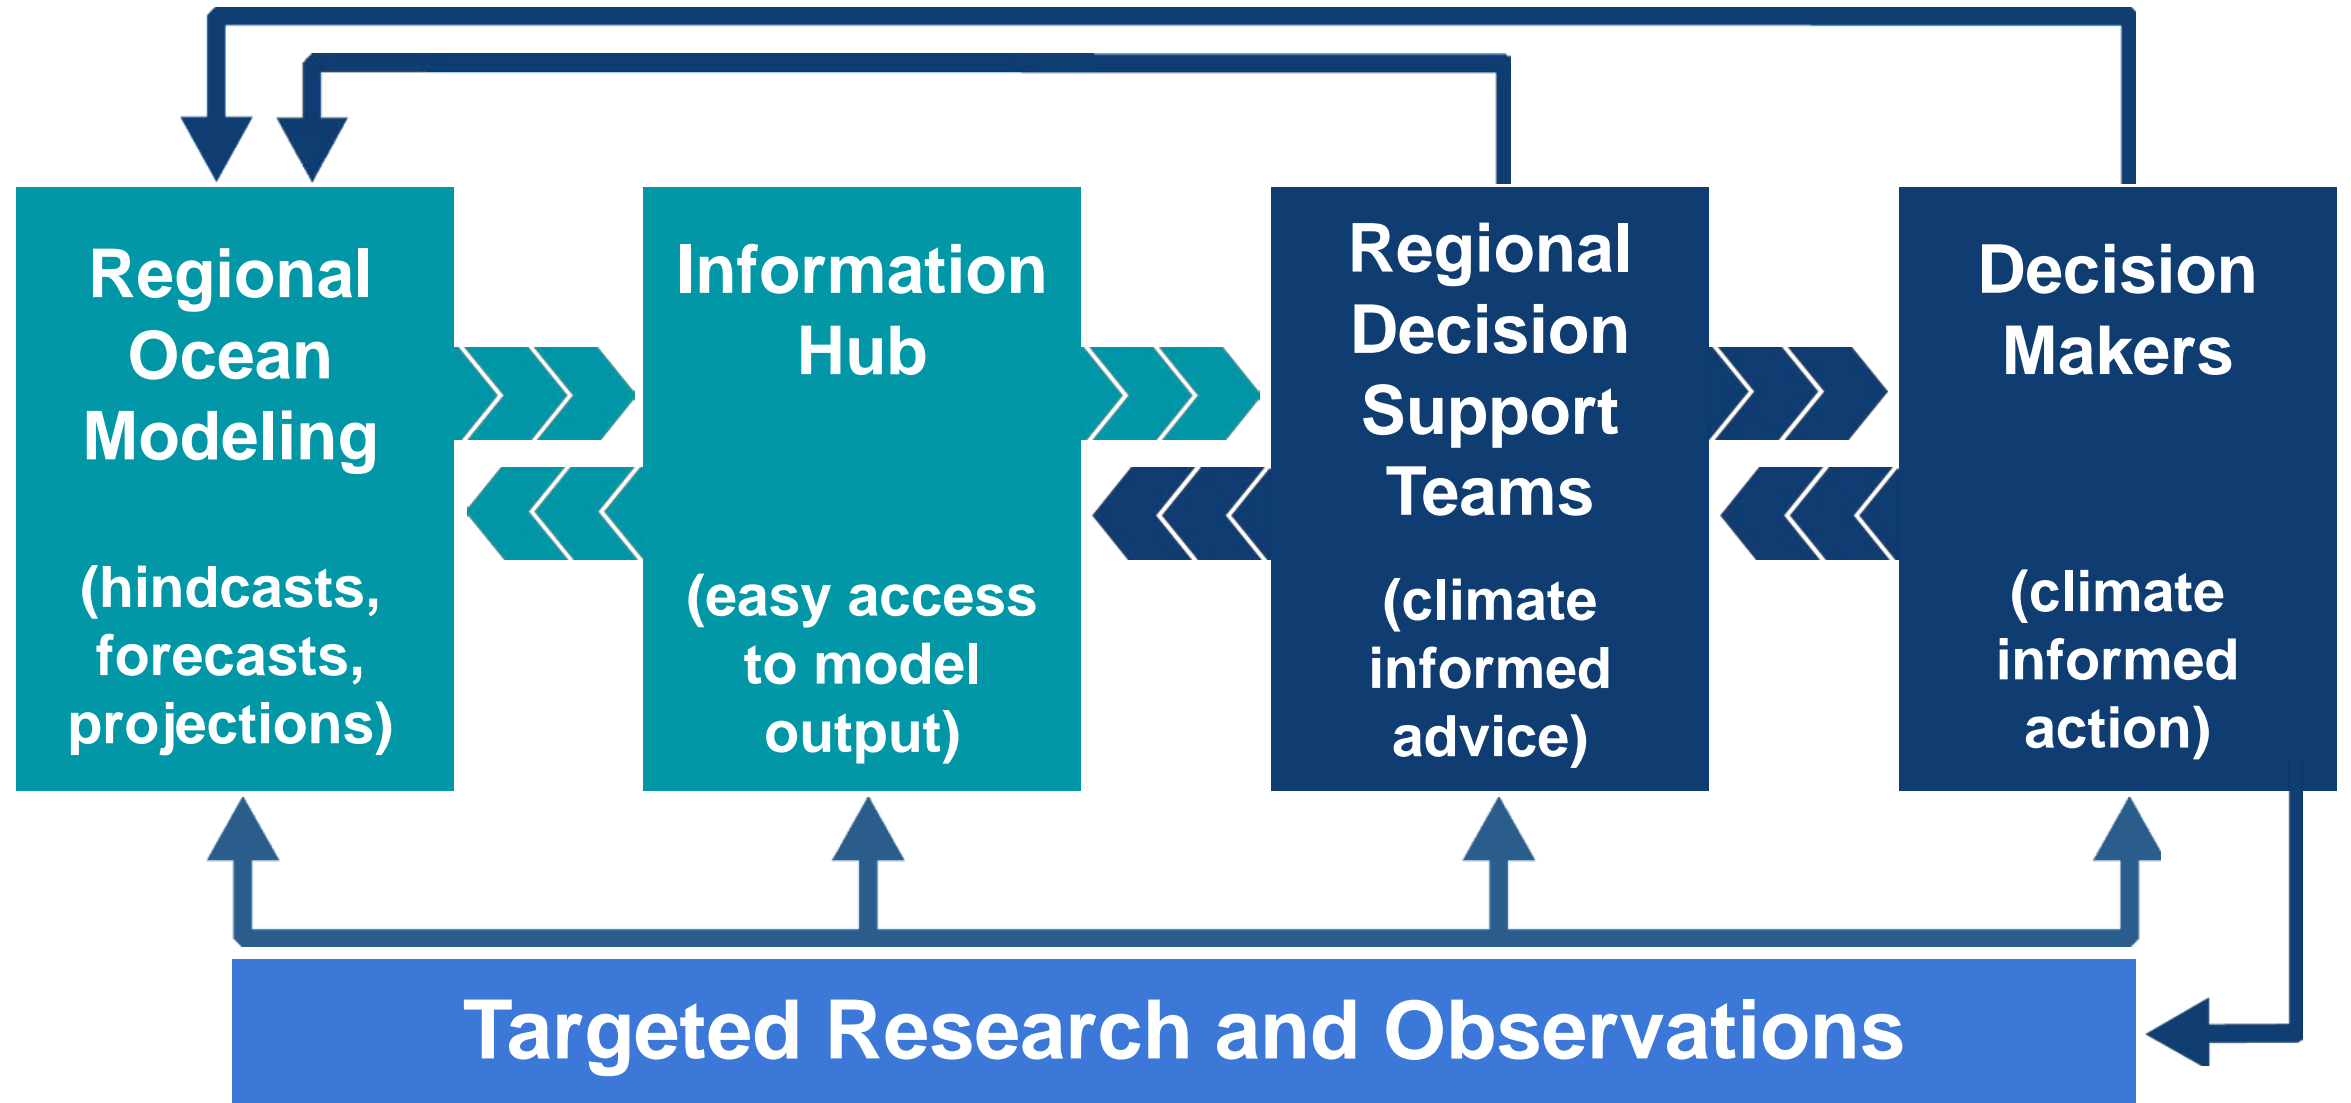 Regional
Ocean
Modeling
(hindcasts,
forecasts,
projections)
Information
Hub
(easy access
to model
output)
Regional
Decision
Support
Teams
(climate
informed
advice)
Decision
Makers
(climate
informed
action)
Targeted Research and Observations